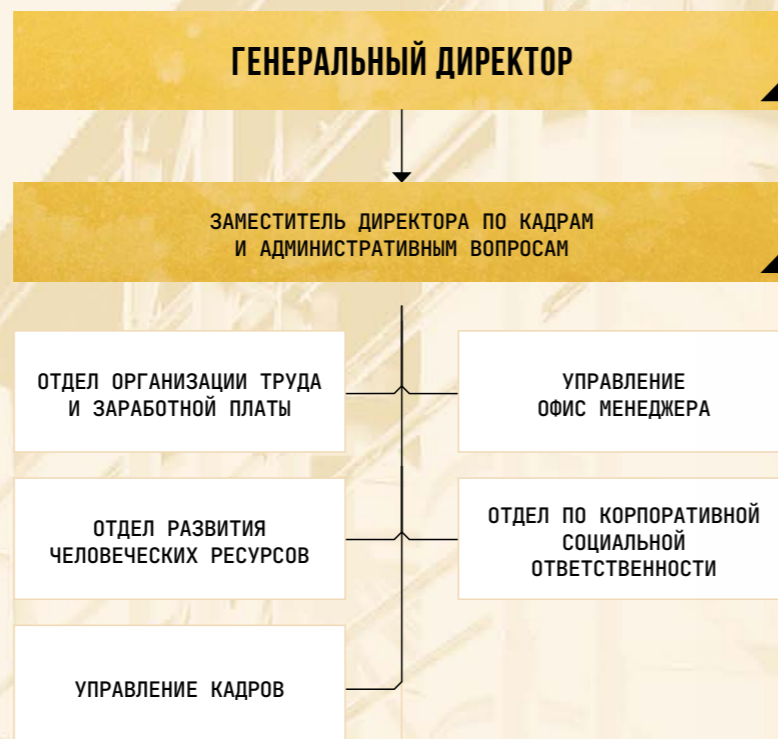 ГЕНЕРАЛЬНЫЙ ДИРЕКТОР
ЗАМЕСТИТЕЛЬ ДИРЕКТОРА ПО КАДРАМ
И АДМИНИСТРАТИВНЫМ ВОПРОСАМ
ОТДЕЛ ОРГАНИЗАЦИИ ТРУДА
И ЗАРАБОТНОЙ ПЛАТЫ
УПРАВЛЕНИЕ
ОФИС МЕНЕДЖЕРА
ОТДЕЛ РАЗВИТИЯ
ЧЕЛОВЕЧЕСКИХ РЕСУРСОВ
ОТДЕЛ ПО КОРПОРАТИВНОЙ
СОЦИАЛЬНОЙ
ОТВЕТСТВЕННОСТИ
УПРАВЛЕНИЕ КАДРОВ